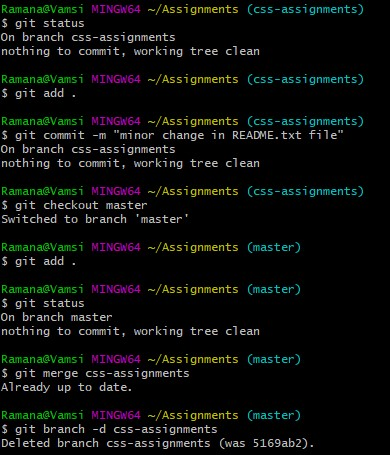 Ramana@Vamsi MINGW64 ~/Assignments (css-assignments)
$ git status
On branch css-assignments
nothing to commit, working tree clean
Ramana@Vamsi MINGW64 ~/Assignments (css-assignments)
$ git add .
Ramana@Vamsi MINGW64 ~/Assignments (css-assignments)
$ git commit -m "minor change in README.txt file"
On branch css-assignments
nothing to commit, working tree clean
Ramana@Vamsi MINGW64 ~/Assignments (css-assignments)
$ git checkout master
Switched to branch 'master'
Ramana@Vamsi MINGW64 ~/Assignments (master)
$ git add .
Ramana@Vamsi MINGW64 ~/Assignments (master)
$ git status
On branch master
nothing to commit, working tree clean
Ramana@Vamsi MINGW64 ~/Assignments (master)
$ git merge css-assignments
Already up to date.
Ramana@Vamsi MINGW64 ~/Assignments (master)
$ git branch -d css-assignments
Deleted branch css-assignments (was 5169ab2).